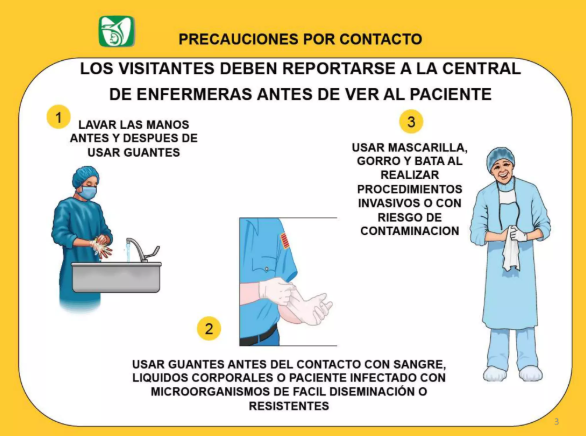 PRECAUCIONES POR CONTACTO
LOS VISITANTES DEBEN REPORTARSE A LA CENTRAL
DE ENFERMERAS ANTES DE VER AL PACIENTE
1
LAVAR LAS MANOS
ANTES Y DESPUES DE
USAR GUANTES
3
USAR MASCARILLA,
GORRO Y BATA AL
REALIZAR
PROCEDIMIENTOS
INVASIVOS O CON
RIESGO DE
CONTAMINACION
2
USAR GUANTES ANTES DEL CONTACTO CON SANGRE,
LIQUIDOS CORPORALES O PACIENTE INFECTADO CON
MICROORGANISMOS DE FACIL DISEMINACIÓN O
RESISTENTES
3